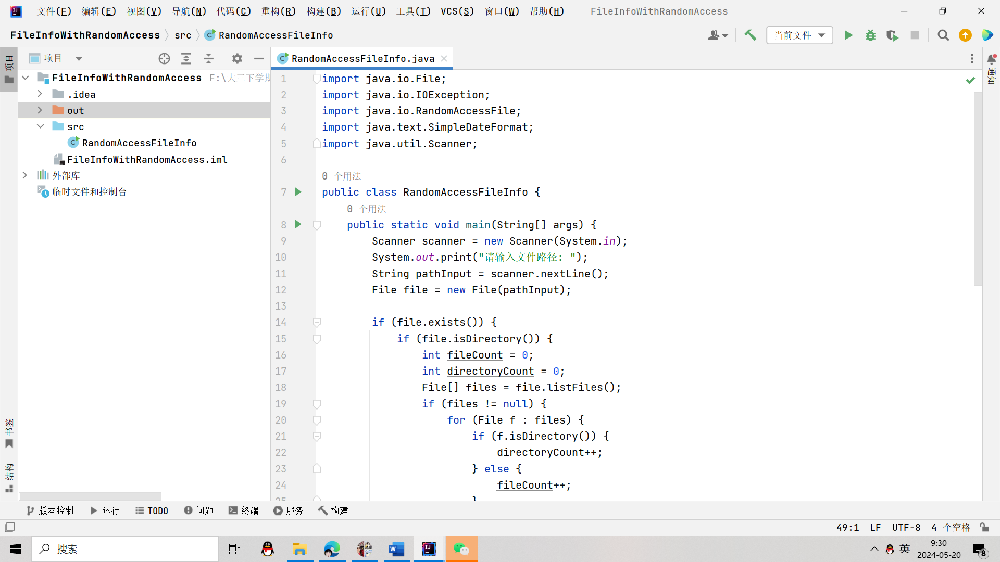 文件(F) 编辑(E) 视图(V) 导航(N) 代码(C) 重构(R) 构建(B) 运行(U) 工具(T) VCS(S) 窗口(W) 帮助(H) FileInfoWithRandomAccess
FileInfoWithRandomAccess src RandomAccessFileInfo 当前文件
项目
项目
FileInfoWithRandomAccess F:\大三下学期
.idea
out
src
RandomAccessFileInfo
FileInfoWithRandomAccess.iml
外部库
临时文件和控制台
书签
结构
RandomAccessFileInfo.java
1 import java.io.File;
2 import java.io.IOException;
3 import java.io.RandomAccessFile;
4 import java.text.SimpleDateFormat;
5 import java.util.Scanner;
6
0 个用法
7 public class RandomAccessFileInfo {
0 个用法
8 public static void main(String[] args) {
9 Scanner scanner = new Scanner(System.in);
10 System.out.print("请输入文件路径: ");
11 String pathInput = scanner.nextLine();
12 File file = new File(pathInput);
13
14 if (file.exists()) {
15 if (file.isDirectory()) {
16 int fileCount = 0;
17 int directoryCount = 0;
18 File[] files = file.listFiles();
19 if (files != null) {
20 for (File f : files) {
21 if (f.isDirectory()) {
22 directoryCount++;
23 } else {
24 fileCount++;
25 }
通知
版本控制 运行 TODO 问题 终端 服务 构建
49:1 LF UTF-8 4 个空格
搜索
英
9:30
2024-05-20
8